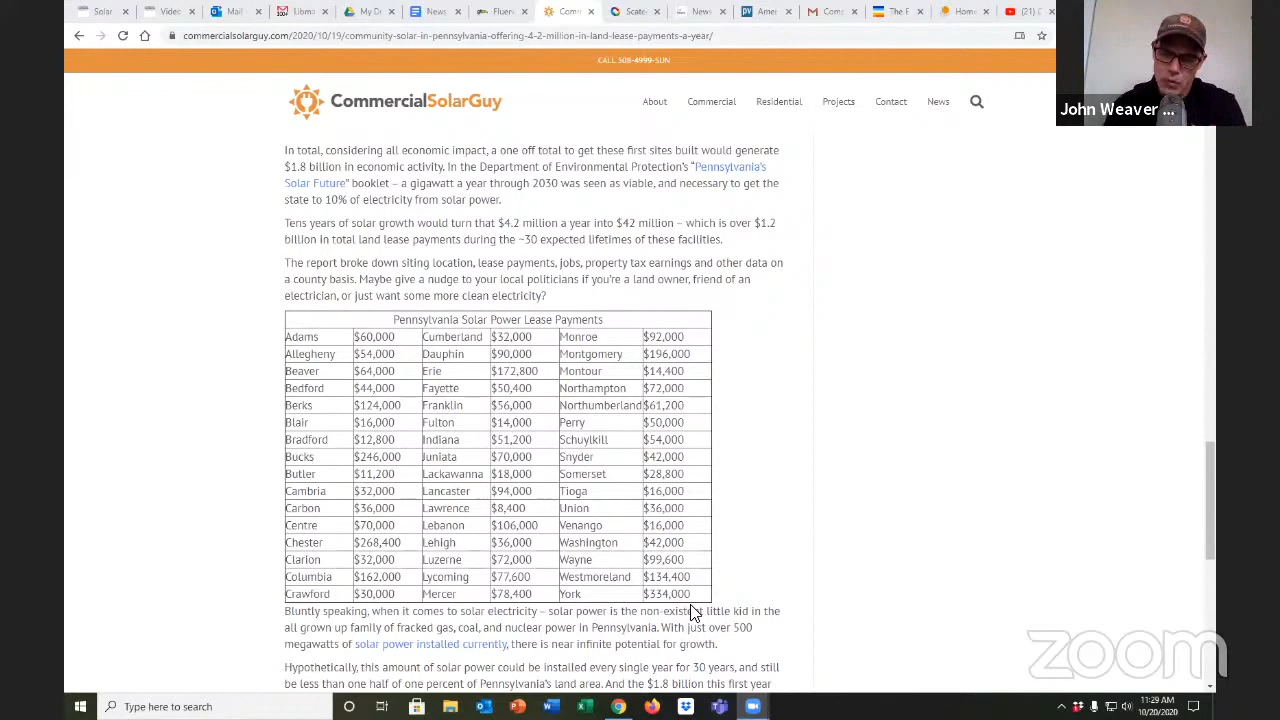 Solar
Video
Mail
Libma
My D
News
Fluen
Comm
Scate
News
Amer
Comp
The F
Home
(21) C
commercialsolarguy.com/2020/10/19/community-solar-in-pennsylvania-offering-4-2-million-in-land-lease-payments-a-year/
CALL 508-4999-SUN
CommercialSolarGuy
About Commercial Residential Projects Contact News
John Weaver ...
In total, considering all economic impact, a one off total to get these first sites built would generate
$1.8 billion in economic activity. In the Department of Environmental Protection's "Pennsylvania's
Solar Future" booklet – a gigawatt a year through 2030 was seen as viable, and necessary to get the
state to 10% of electricity from solar power.
Tens years of solar growth would turn that $4.2 million a year into $42 million – which is over $1.2
billion in total land lease payments during the ~30 expected lifetimes of these facilities.
The report broke down siting location, lease payments, jobs, property tax earnings and other data on
a county basis. Maybe give a nudge to your local politicians if you're a land owner, friend of an
electrician, or just want some more clean electricity?
Pennsylvania Solar Power Lease Payments
Adams $60,000 Cumberland $32,000 Monroe $92,000
Allegheny $54,000 Dauphin $90,000 Montgomery $196,000
Beaver $64,000 Erie $172,800 Montour $14,400
Bedford $44,000 Fayette $50,400 Northampton $72,000
Berks $124,000 Franklin $56,000 Northumberland $61,200
Blair $16,000 Fulton $14,000 Perry $50,000
Bradford $12,800 Indiana $51,200 Schuylkill $54,000
Bucks $246,000 Juniata $70,000 Snyder $42,000
Butler $11,200 Lackawanna $18,000 Somerset $28,800
Cambria $32,000 Lancaster $94,000 Tioga $16,000
Carbon $36,000 Lawrence $8,400 Union $36,000
Centre $70,000 Lebanon $106,000 Venango $16,000
Chester $268,400 Lehigh $36,000 Washington $42,000
Clarion $32,000 Luzerne $72,000 Wayne $99,600
Columbia $162,000 Lycoming $77,600 Westmoreland $134,400
Crawford $30,000 Mercer $78,400 York $334,000
Bluntly speaking, when it comes to solar electricity – solar power is the non-existent little kid in the
all grown up family of fracked gas, coal, and nuclear power in Pennsylvania. With just over 500
megawatts of solar power installed currently, there is near infinite potential for growth.
Hypothetically, this amount of solar power could be installed every single year for 30 years, and still
be less than one half of one percent of Pennsylvania's land area. And the $1.8 billion this first year
zoom
Type here to search
11:29 AM
10/20/2020